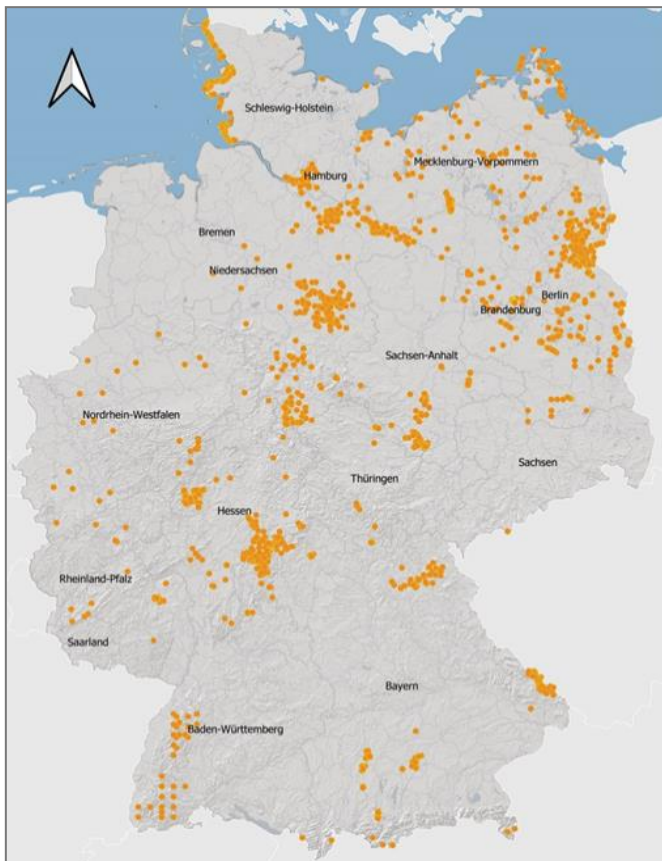 Schleswig-Holstein
Mecklenburg-Vorpommern
Hamburg
Bremen
Niedersachsen
Berlin
Brandenburg
Sachsen-Anhalt
Nordrhein-Westfalen
Sachsen
Thüringen
Hessen
Rheinland-Pfalz
Saarland
Bayern
Baden-Württemberg